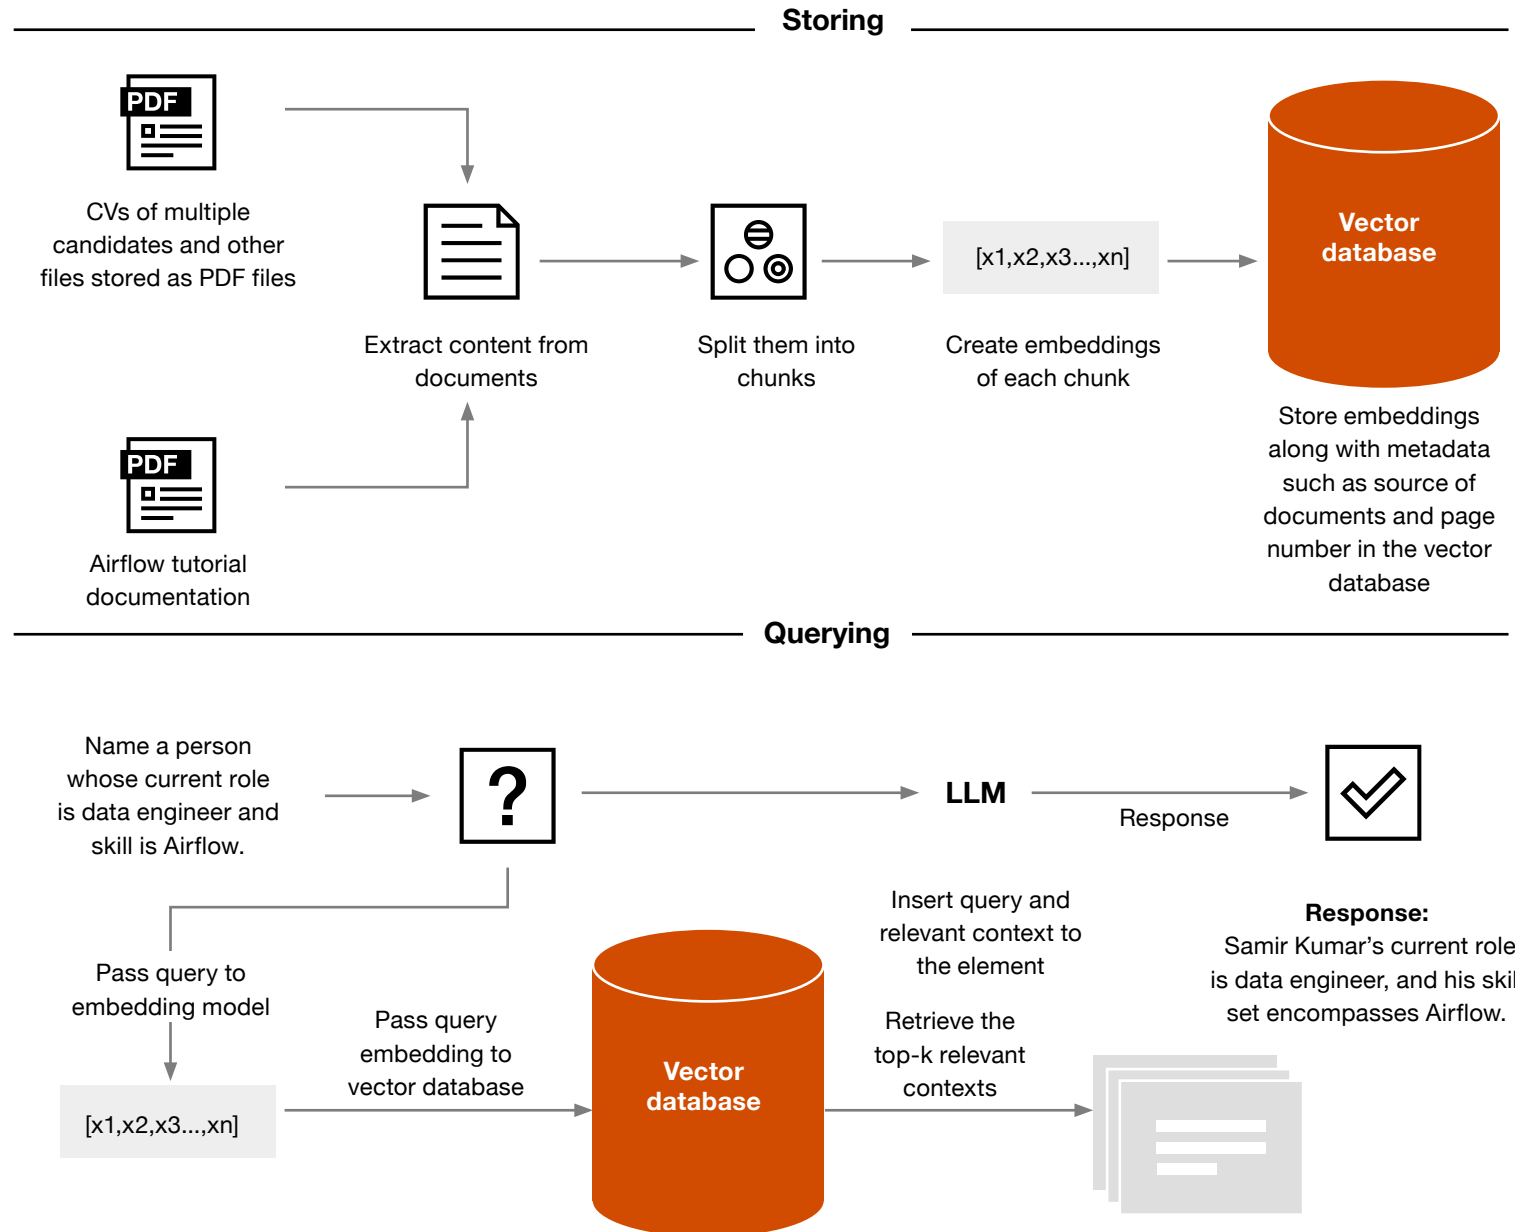 Storing
PDF
CVs of multiple
candidates and other
files stored as PDF files
Extract content from
documents
Split them into
chunks
[x1,x2,x3...,xn]
Create embeddings
of each chunk
Vector
database
Store embeddings
along with metadata
such as source of
documents and page
number in the vector
database
PDF
Airflow tutorial
documentation
Querying
Name a person
whose current role
is data engineer and
skill is Airflow.
?
LLM
Response
Pass query to
embedding model
[x1,x2,x3...,xn]
Pass query
embedding to
vector database
Vector
database
Insert query and
relevant context to
the element
Retrieve the
top-k relevant
contexts
Response:
Samir Kumar’s current role
is data engineer, and his skil
set encompasses Airflow.